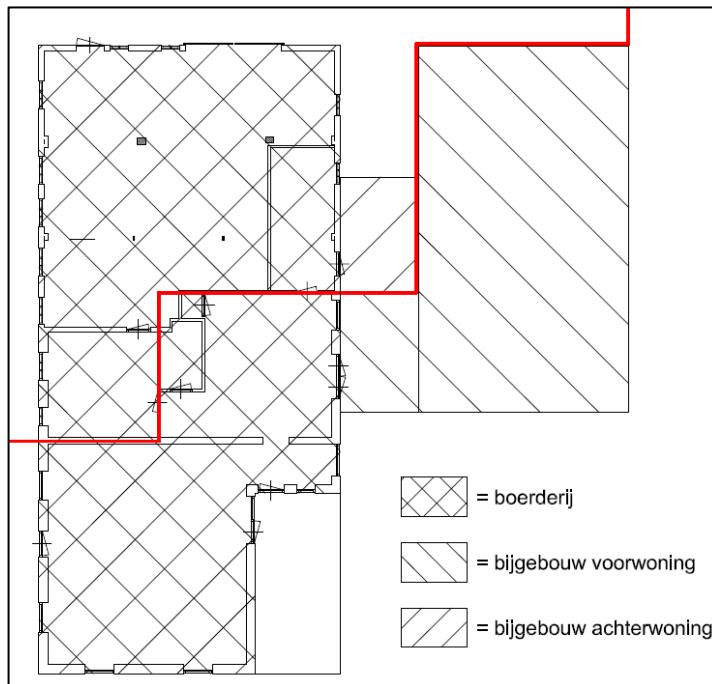 = boerderij
= bijgebouw voorwoning
= bijgebouw achterwoning